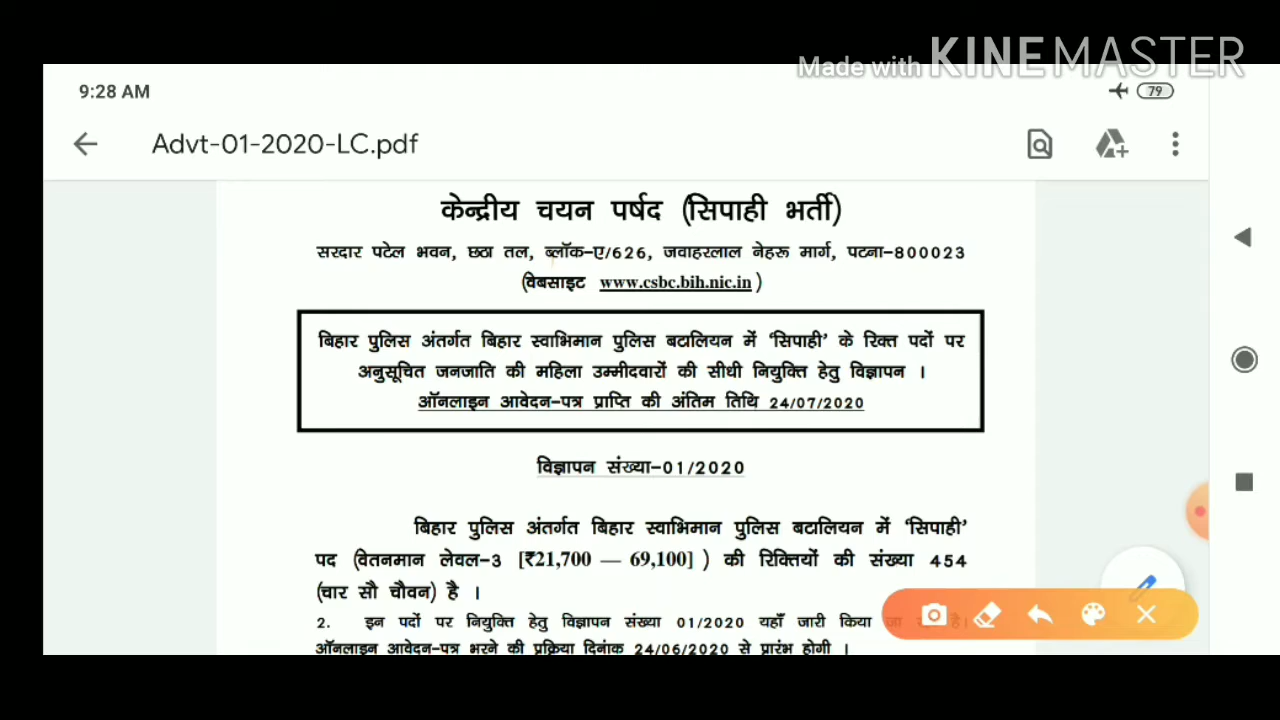 Made with KINEMASTER
9:28 AM
79
Advt-01-2020-LC.pdf
केन्द्रीय चयन पर्षद (सिपाही भर्ती)
सरदार पटेल भवन, छठा तल, ब्लॉक-ए/626, जवाहरलाल नेहरू मार्ग, पटना-800023
(वेबसाइट www.csbc.bih.nic.in)
बिहार पुलिस अंतर्गत बिहार स्वाभिमान पुलिस बटालियन में ‘सिपाही’ के रिक्त पदों पर
अनुसूचित जनजाति की महिला उम्मीदवारों की सीधी नियुक्ति हेतु विज्ञापन ।
ऑनलाइन आवेदन-पत्र प्राप्ति की अंतिम तिथि 24/07/2020
विज्ञापन संख्या-01/2020
बिहार पुलिस अंतर्गत बिहार स्वाभिमान पुलिस बटालियन में ‘सिपाही’
पद (वेतनमान लेवल-3 [₹21,700 — 69,100] ) की रिक्तियों की संख्या 454
(चार सौ चौवन) है ।
2. इन पदों पर नियुक्ति हेतु विज्ञापन संख्या 01/2020 यहाँ जारी किया जा है।
ऑनलाइन आवेदन-पत्र भरने की प्रक्रिया दिनांक 24/06/2020 से प्रारंभ होगी ।